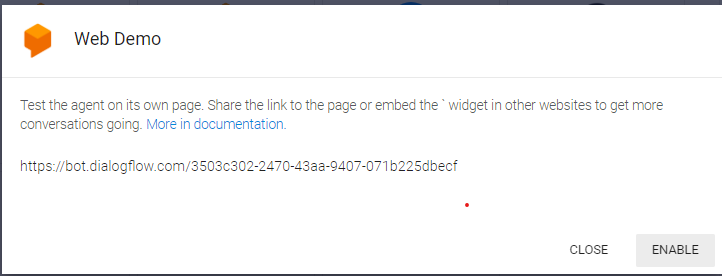 Web Demo
Test the agent on its own page. Share the link to the page or embed the ` widget in other websites to get more
conversations going. More in documentation.
https://bot.dialogflow.com/3503c302-2470-43aa-9407-071b225dbecf
CLOSE ENABLE